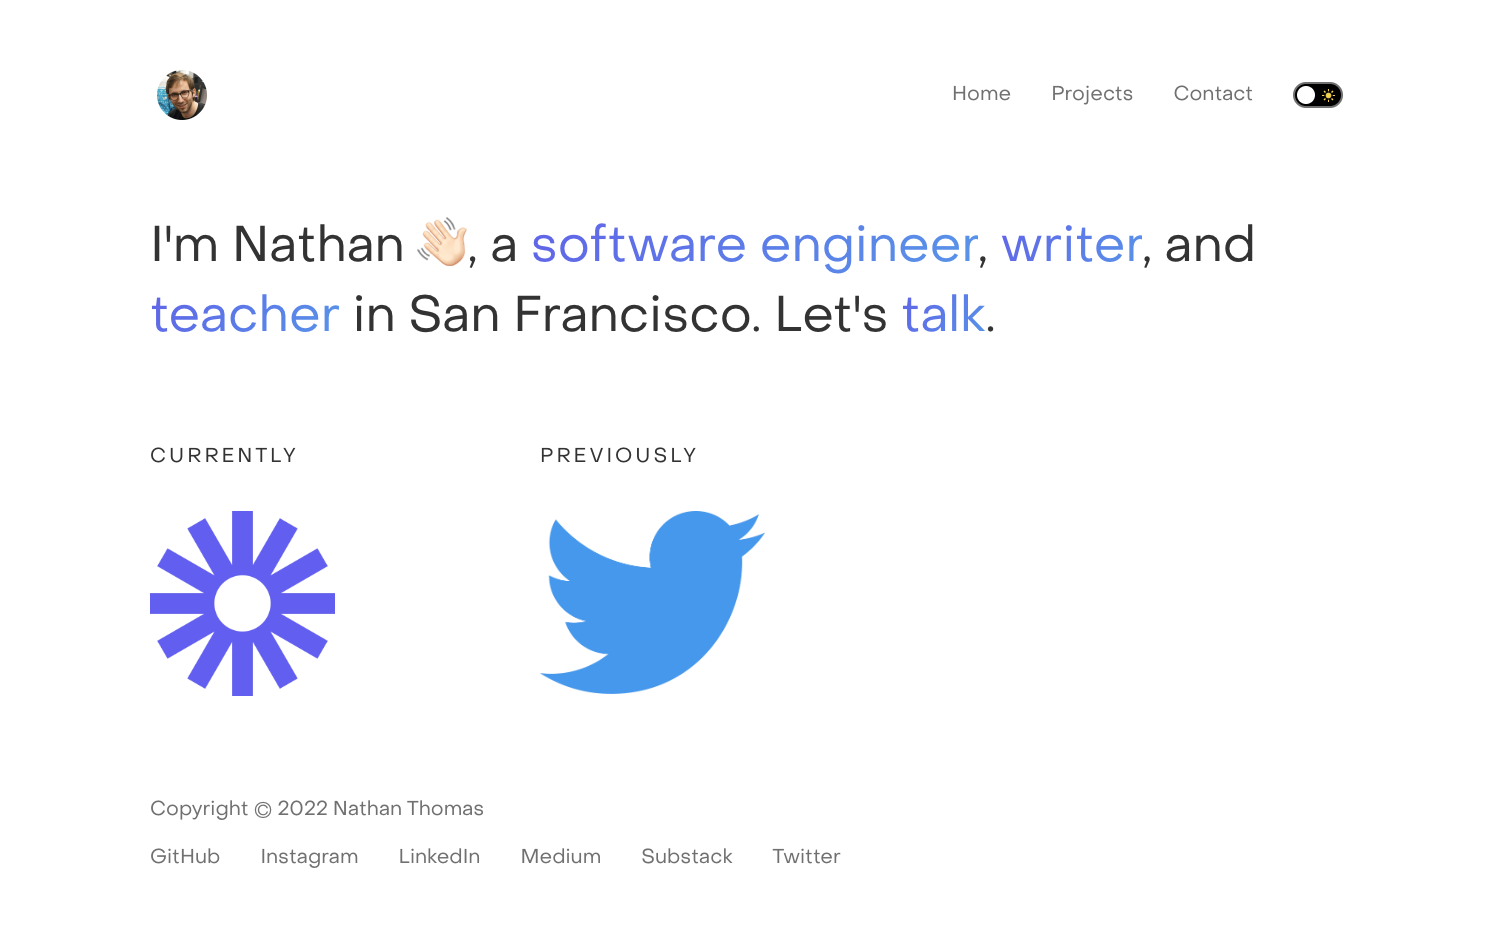 Home Projects Contact
I'm Nathan 👋🏻, a software engineer, writer, and
teacher in San Francisco. Let's talk.
CURRENTLY PREVIOUSLY
Copyright © 2022 Nathan Thomas
GitHub Instagram LinkedIn Medium Substack Twitter